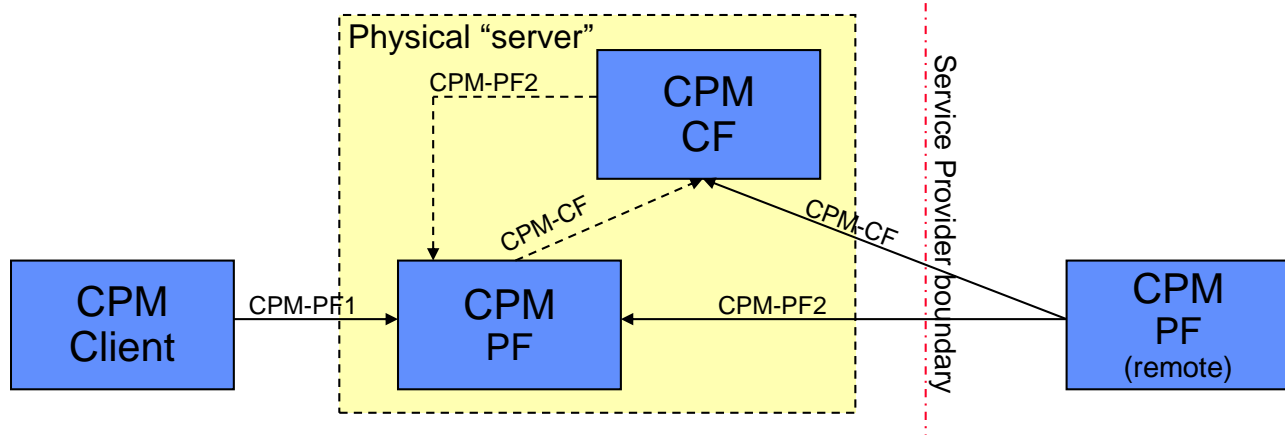 Physical “server”
CPM-PF2
CPM
CF
CPM-CF
CPM-CF
Service Provider boundary
CPM
Client
CPM-PF1
CPM
PF
CPM-PF2
CPM
PF
(remote)